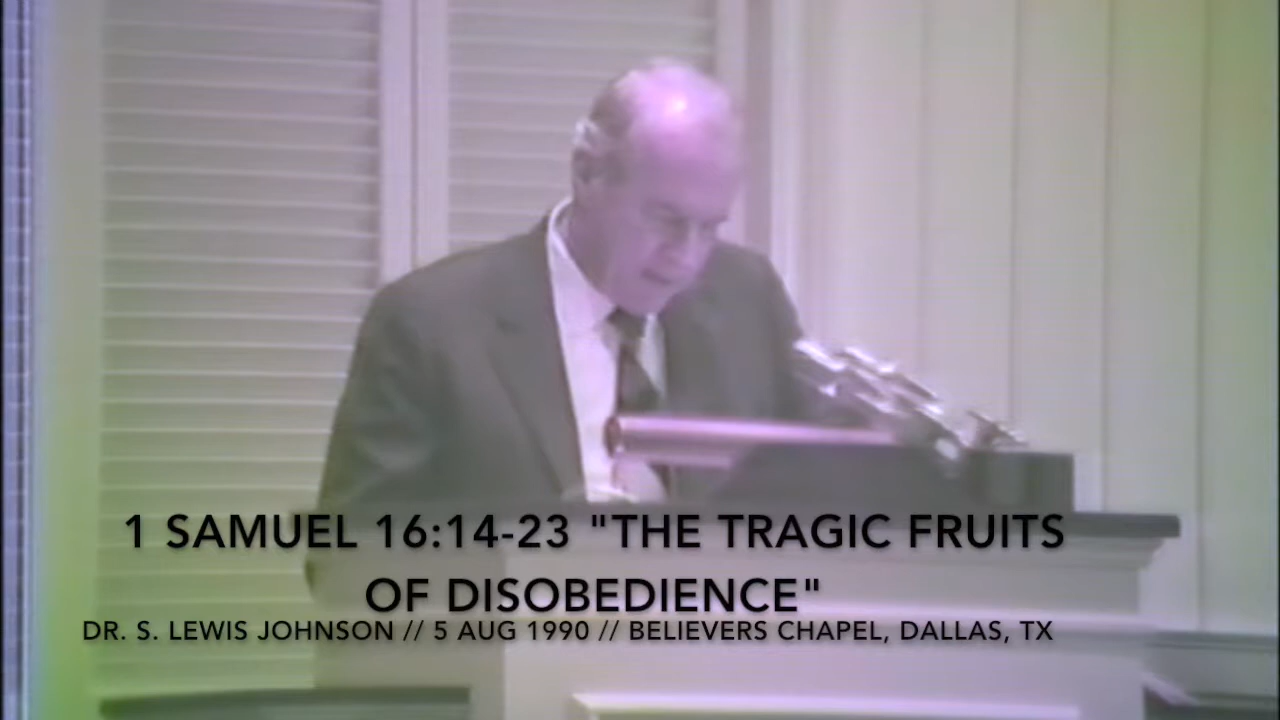 1 SAMUEL 16:14-23 "THE TRAGIC FRUITS
OF DISOBEDIENCE"
DR. S. LEWIS JOHNSON // 5 AUG 1990 // BELIEVERS CHAPEL, DALLAS, TX